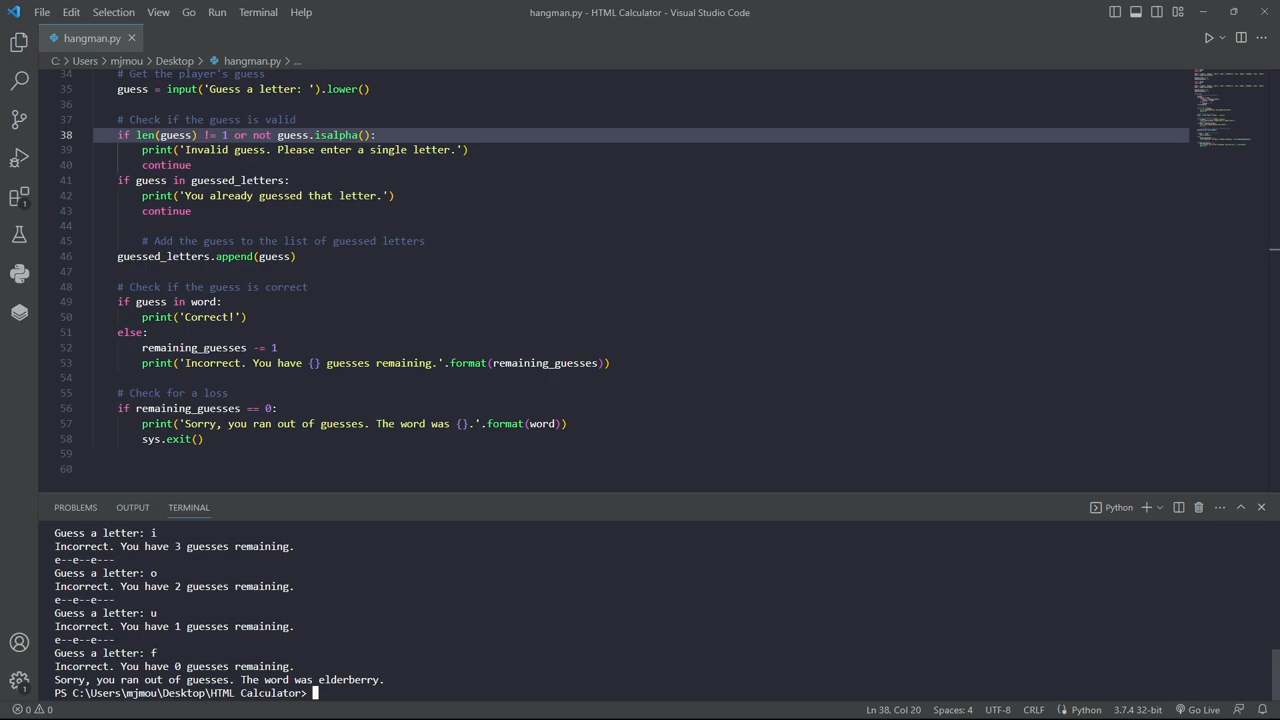 File Edit Selection View Go Run Terminal Help
hangman.py - HTML Calculator - Visual Studio Code
hangman.py
C: > Users > mjmou > Desktop > hangman.py > ...
34 # Get the player's guess
35 guess = input('Guess a letter: ').lower()
36
37 # Check if the guess is valid
38 if len(guess) != 1 or not guess.isalpha():
39 print('Invalid guess. Please enter a single letter.')
40 continue
41 if guess in guessed_letters:
42 print('You already guessed that letter.')
43 continue
44
45 # Add the guess to the list of guessed letters
46 guessed_letters.append(guess)
47
48 # Check if the guess is correct
49 if guess in word:
50 print('Correct!')
51 else:
52 remaining_guesses -= 1
53 print('Incorrect. You have {} guesses remaining.'.format(remaining_guesses))
54
55 # Check for a loss
56 if remaining_guesses == 0:
57 print('Sorry, you ran out of guesses. The word was {}.'.format(word))
58 sys.exit()
59
60
PROBLEMS OUTPUT TERMINAL
Python
Guess a letter: i
Incorrect. You have 3 guesses remaining.
e--e--e---
Guess a letter: o
Incorrect. You have 2 guesses remaining.
e--e--e---
Guess a letter: u
Incorrect. You have 1 guesses remaining.
e--e--e---
Guess a letter: f
Incorrect. You have 0 guesses remaining.
Sorry, you ran out of guesses. The word was elderberry.
PS C:\Users\mjmou\Desktop\HTML Calculator>
1
1
0 0
Ln 38, Col 20 Spaces: 4 UTF-8 CRLF Python 3.7.4 32-bit Go Live